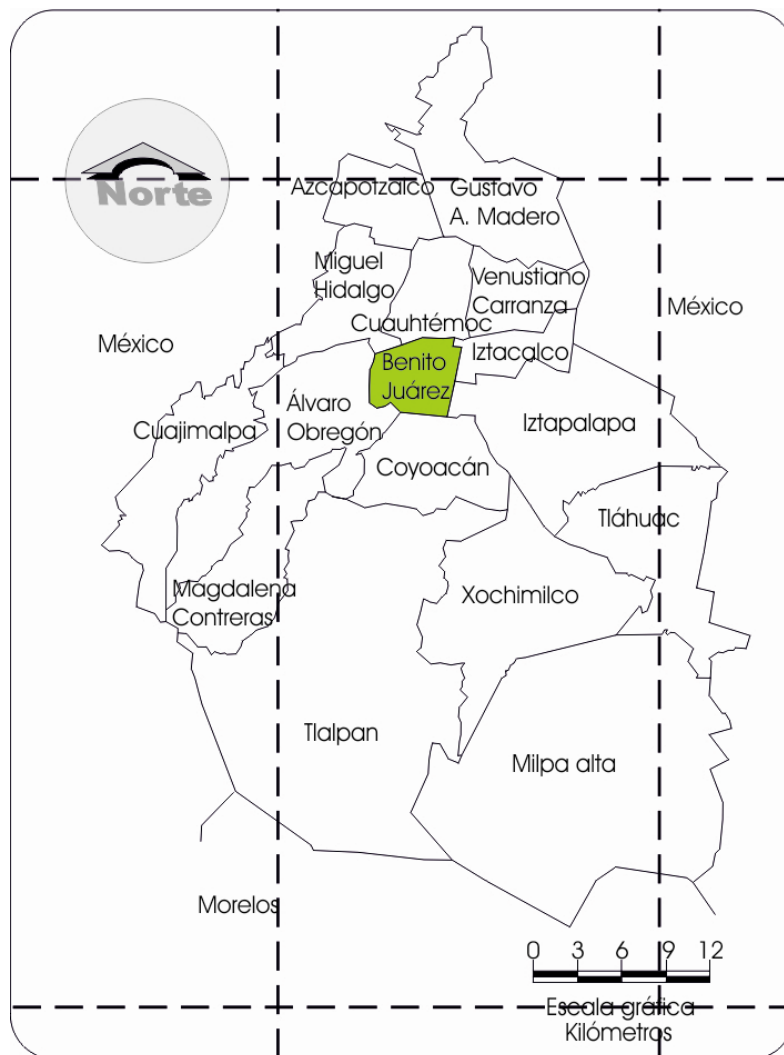 Norte
Azcapotzalco
Gustavo
A. Madero
Miguel
Hidalgo
Venustiano
Carranza
México
México
Cuauhtémoc
Iztacalco
Benito
Juárez
Álvaro
Obregón
Cuajimalpa
Iztapalapa
Coyoacán
Tláhuac
Magdalena
Contreras
Xochimilco
Tlalpan
Milpa alta
Morelos
0 3 6 9 12
Escala gráfica
Kilómetros